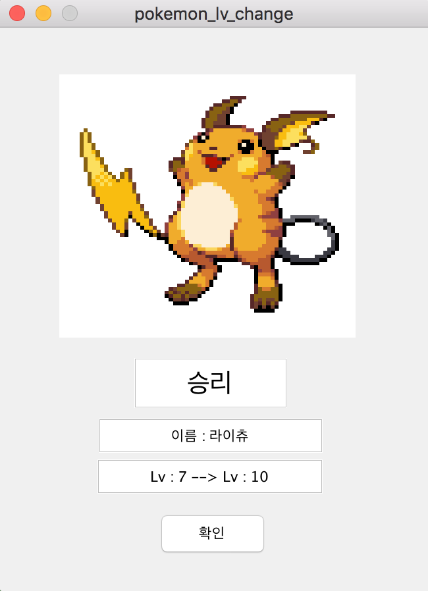 pokemon_lv_change
승리
이름 : 라이츄
Lv : 7 --> Lv : 10
확인